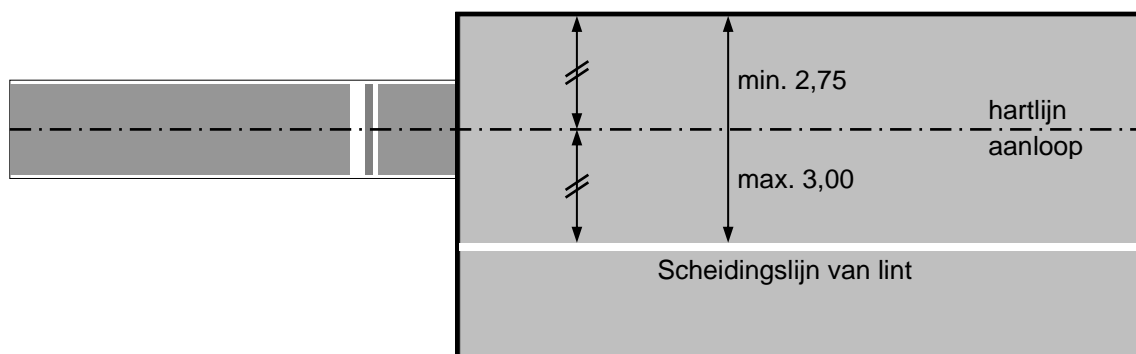 min. 2,75
hartlijn
aanloop
max. 3,00
Scheidingslijn van lint